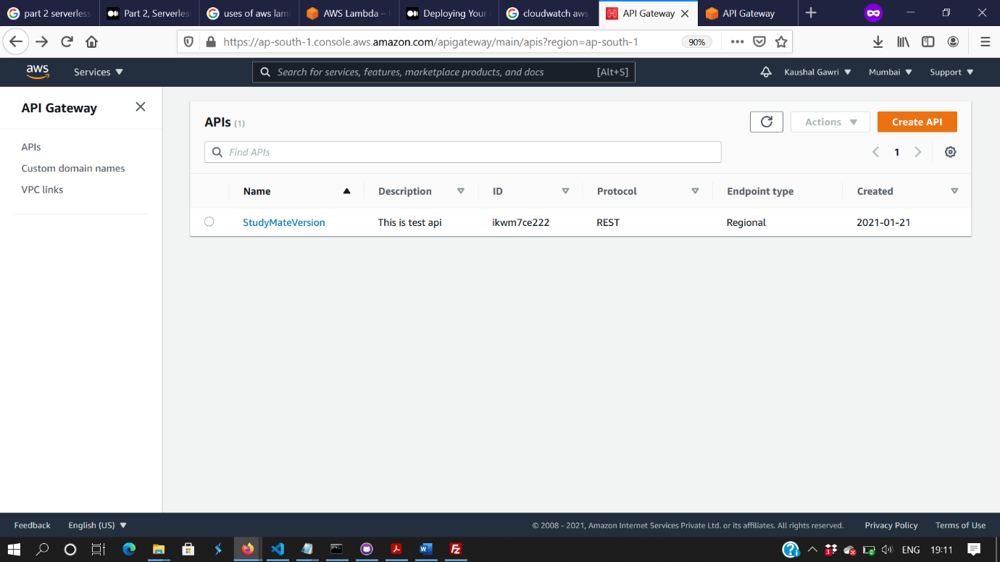 part 2 serverless
Part 2, Serverless
uses of aws lam
AWS Lambda –
Deploying Your
cloudwatch aws
API Gateway
API Gateway
https://ap-south-1.console.aws.amazon.com/apigateway/main/apis?region=ap-south-1
90%
aws
Services
Search for services, features, marketplace products, and docs
[Alt+S]
Kaushal Gawri
Mumbai
Support
API Gateway
APIs
Custom domain names
VPC links
APIs (1)
Actions
Create API
Find APIs
1
Name Description ID Protocol Endpoint type Created
StudyMateVersion This is test api ikwm7ce222 REST Regional 2021-01-21
Feedback
English (US)
© 2008 - 2021, Amazon Internet Services Private Ltd. or its affiliates. All rights reserved.
Privacy Policy
Terms of Use
3
ENG
19:11